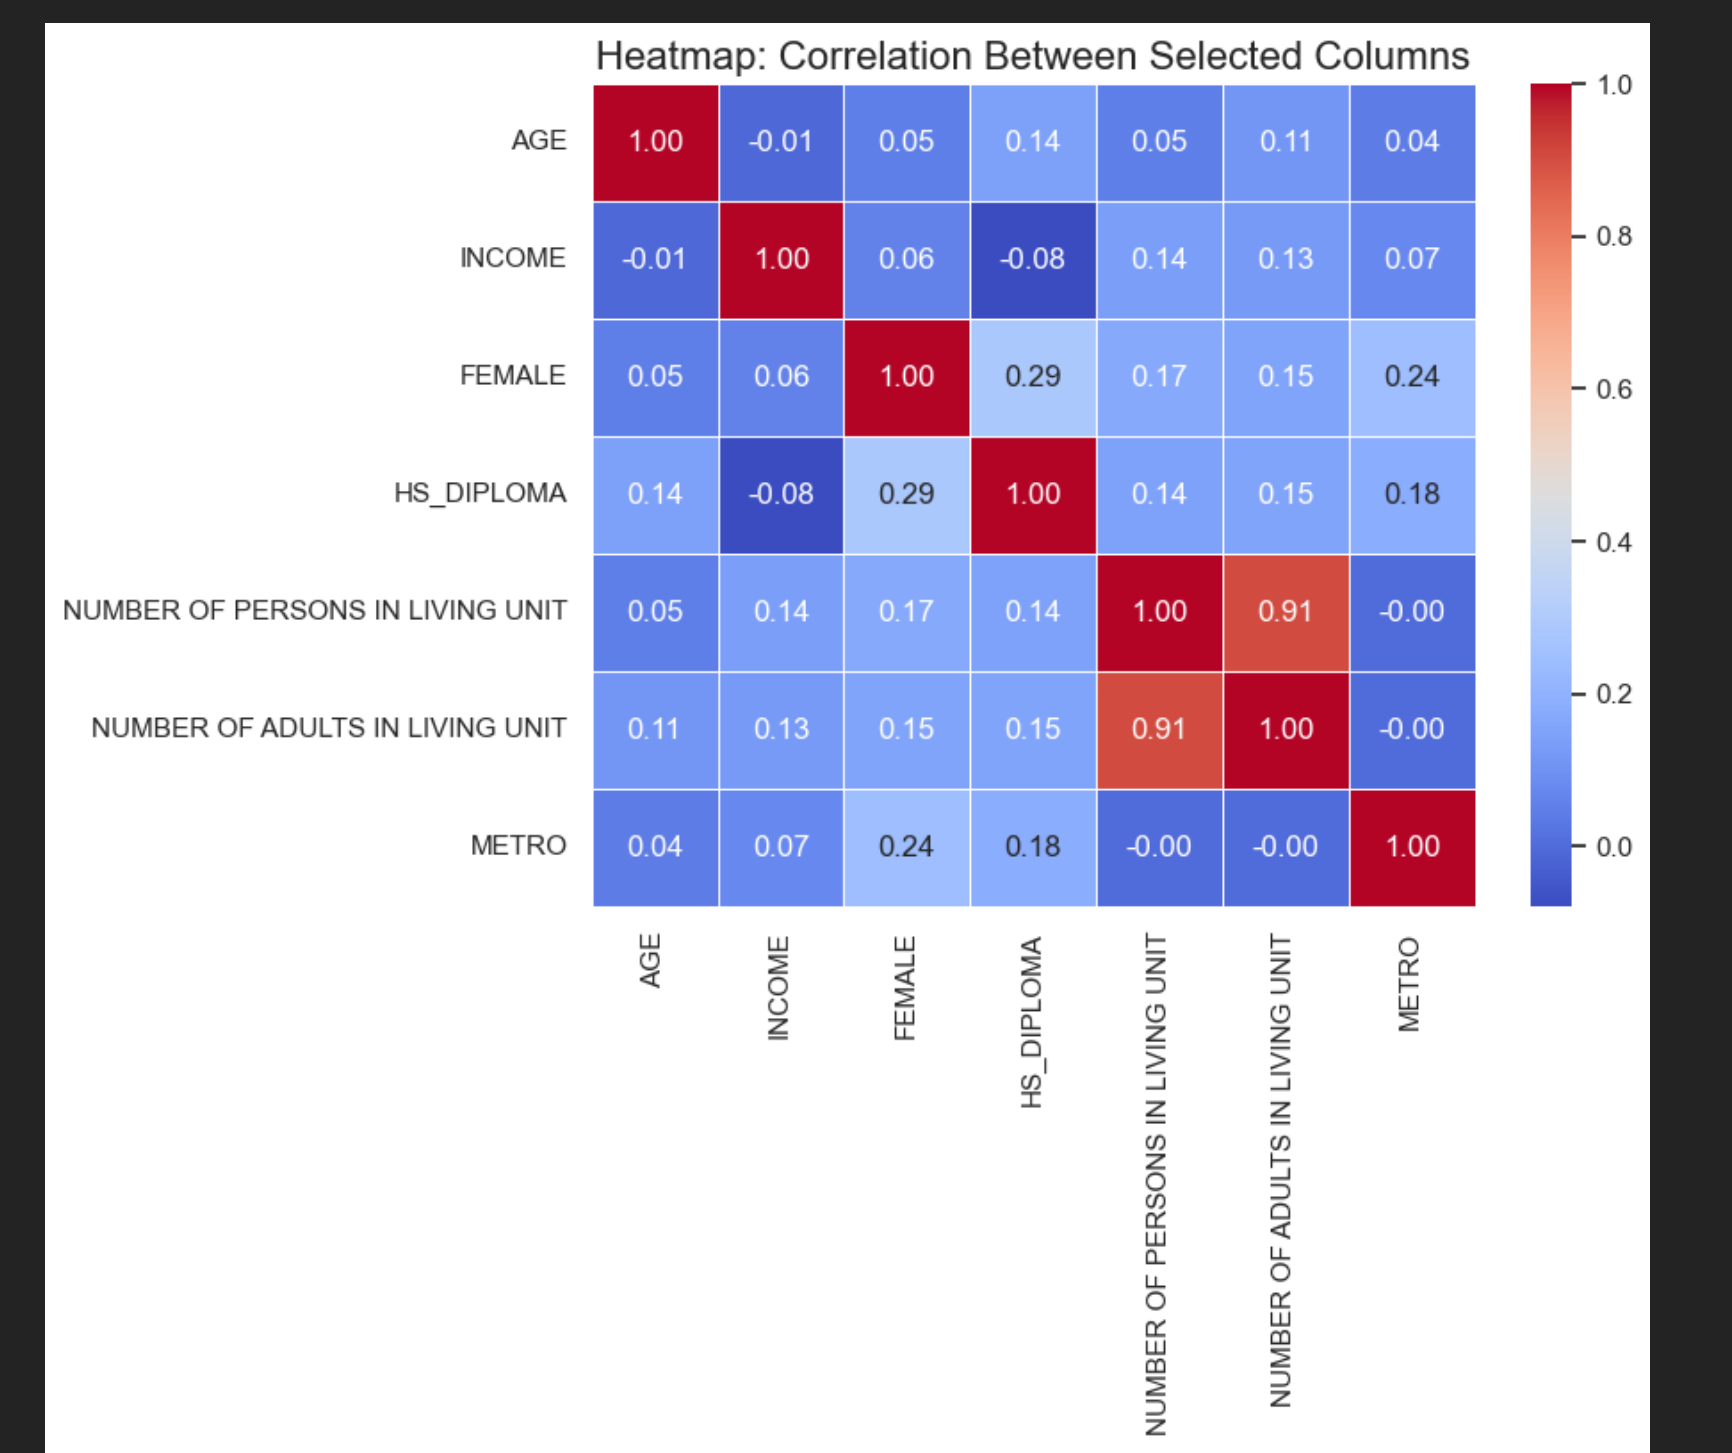 Heatmap: Correlation Between Selected Columns
AGE 1.00 -0.01 0.05 0.14 0.05 0.11 0.04
INCOME -0.01 1.00 0.06 -0.08 0.14 0.13 0.07
FEMALE 0.05 0.06 1.00 0.29 0.17 0.15 0.24
HS_DIPLOMA 0.14 -0.08 0.29 1.00 0.14 0.15 0.18
NUMBER OF PERSONS IN LIVING UNIT 0.05 0.14 0.17 0.14 1.00 0.91 -0.00
NUMBER OF ADULTS IN LIVING UNIT 0.11 0.13 0.15 0.15 0.91 1.00 -0.00
METRO 0.04 0.07 0.24 0.18 -0.00 -0.00 1.00
AGE
INCOME
FEMALE
HS_DIPLOMA
NUMBER OF PERSONS IN LIVING UNIT
NUMBER OF ADULTS IN LIVING UNIT
METRO
1.0
0.8
0.6
0.4
0.2
0.0